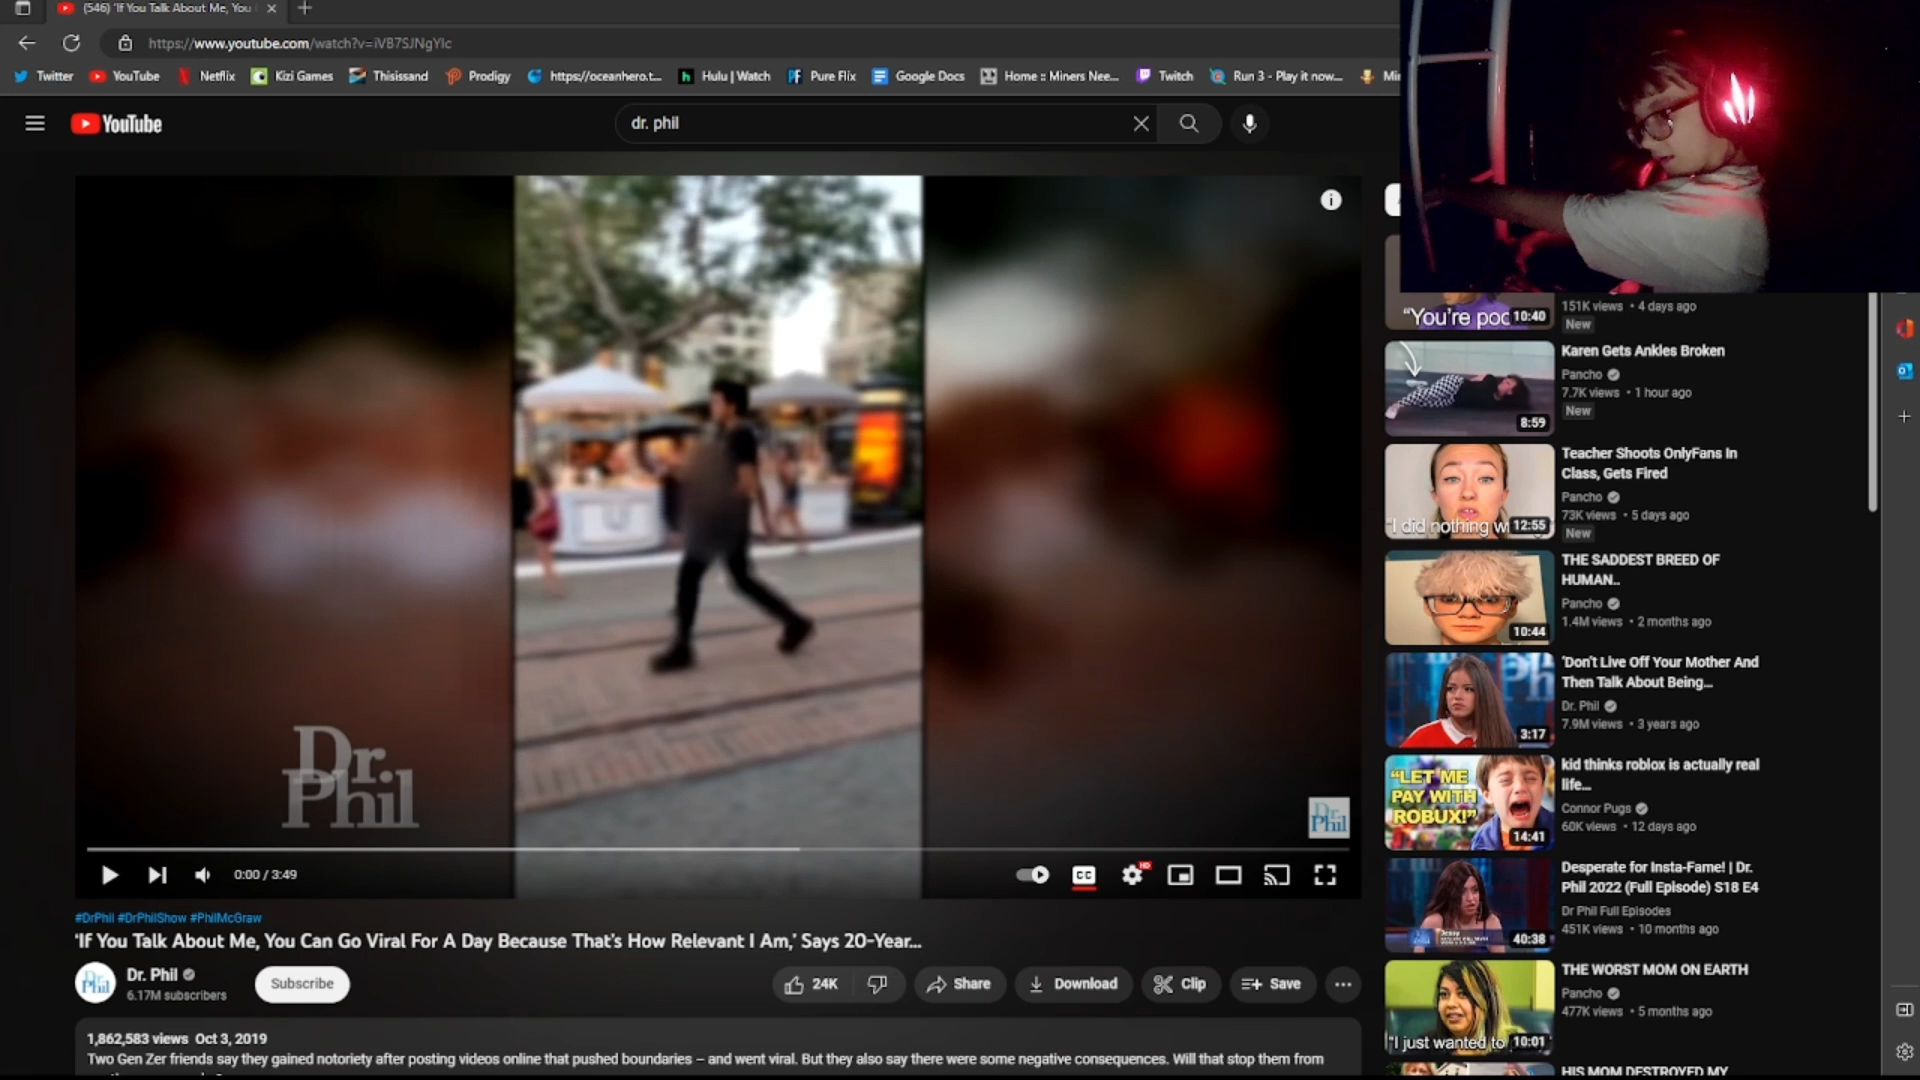 (546) 'If You Talk About Me, You
https://www.youtube.com/watch?v=iVB7SJNgYlc
Twitter YouTube Netflix Kizi Games Thisissand Prodigy https://oceanhero.t... Hulu | Watch Pure Flix Google Docs Home :: Miners Nee... Twitch Run 3 - Play it now...
YouTube
dr. phil
Dr. Phil
Dr. Phil
0:00 / 3:49
CC
HD
#DrPhil #DrPhilShow #PhilMcGraw
'If You Talk About Me, You Can Go Viral For A Day Because That's How Relevant I Am,' Says 20-Year...
Dr. Phil
6.17M subscribers
Subscribe
24K
Share
Download
Clip
Save
1,862,583 views Oct 3, 2019
Two Gen Zer friends say they gained notoriety after posting videos online that pushed boundaries – and went viral. But they also say there were some negative consequences. Will that stop them from
"You're poo
10:40
151K views • 4 days ago
New
8:59
Karen Gets Ankles Broken
Pancho
7.7K views • 1 hour ago
New
"I did nothing w
12:55
Teacher Shoots OnlyFans In
Class, Gets Fired
Pancho
73K views • 5 days ago
New
10:44
THE SADDEST BREED OF
HUMAN..
Pancho
1.4M views • 2 months ago
3:17
'Don't Live Off Your Mother And
Then Talk About Being...
Dr. Phil
7.9M views • 3 years ago
"LET ME
PAY WITH
ROBUX!"
14:41
kid thinks roblox is actually real
life...
Connor Pugs
60K views • 12 days ago
40:38
Desperate for Insta-Fame! | Dr.
Phil 2022 (Full Episode) S18 E4
Dr Phil Full Episodes
451K views • 10 months ago
"I just wanted to
10:01
THE WORST MOM ON EARTH
Pancho
477K views • 5 months ago
HIS MOM DESTROYED MY